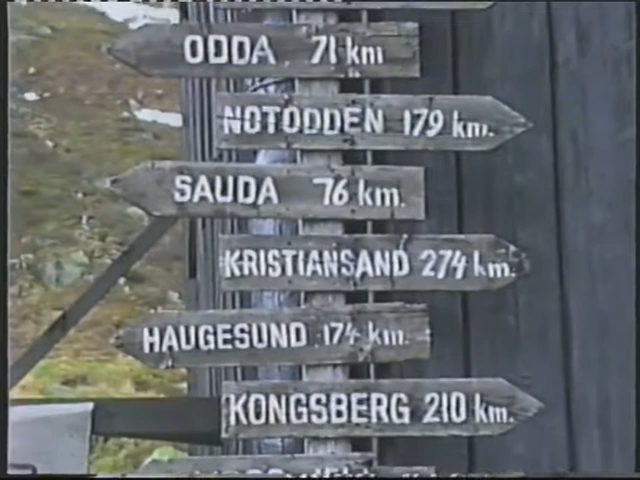 ODDA 71 km
NOTODDEN 179 km.
SAUDA 76 km.
KRISTIANSAND 274 km.
HAUGESUND 174 km.
KONGSBERG 210 km.